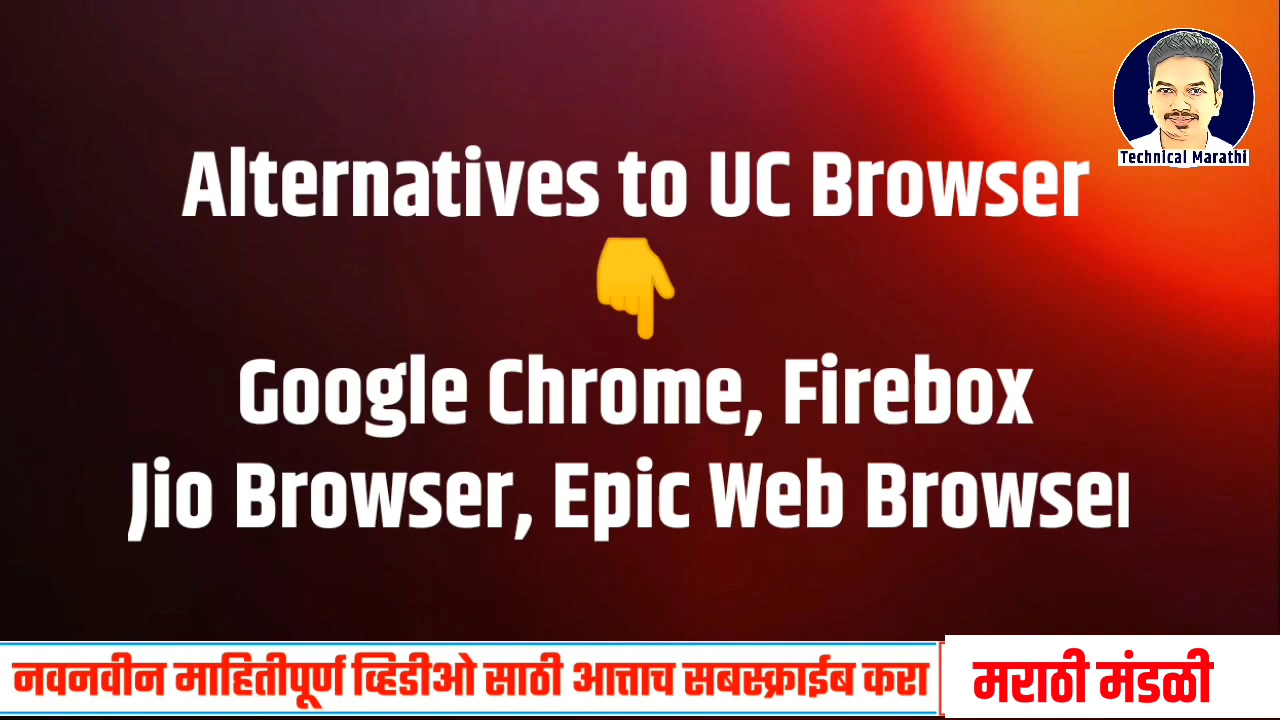 Technical Marathi
Alternatives to UC Browser
👇
Google Chrome, Firebox
Jio Browser, Epic Web Browser
नवनवीन माहितीपूर्ण व्हिडीओ साठी आत्ताच सबस्क्राईब करा
मराठी मंडळी